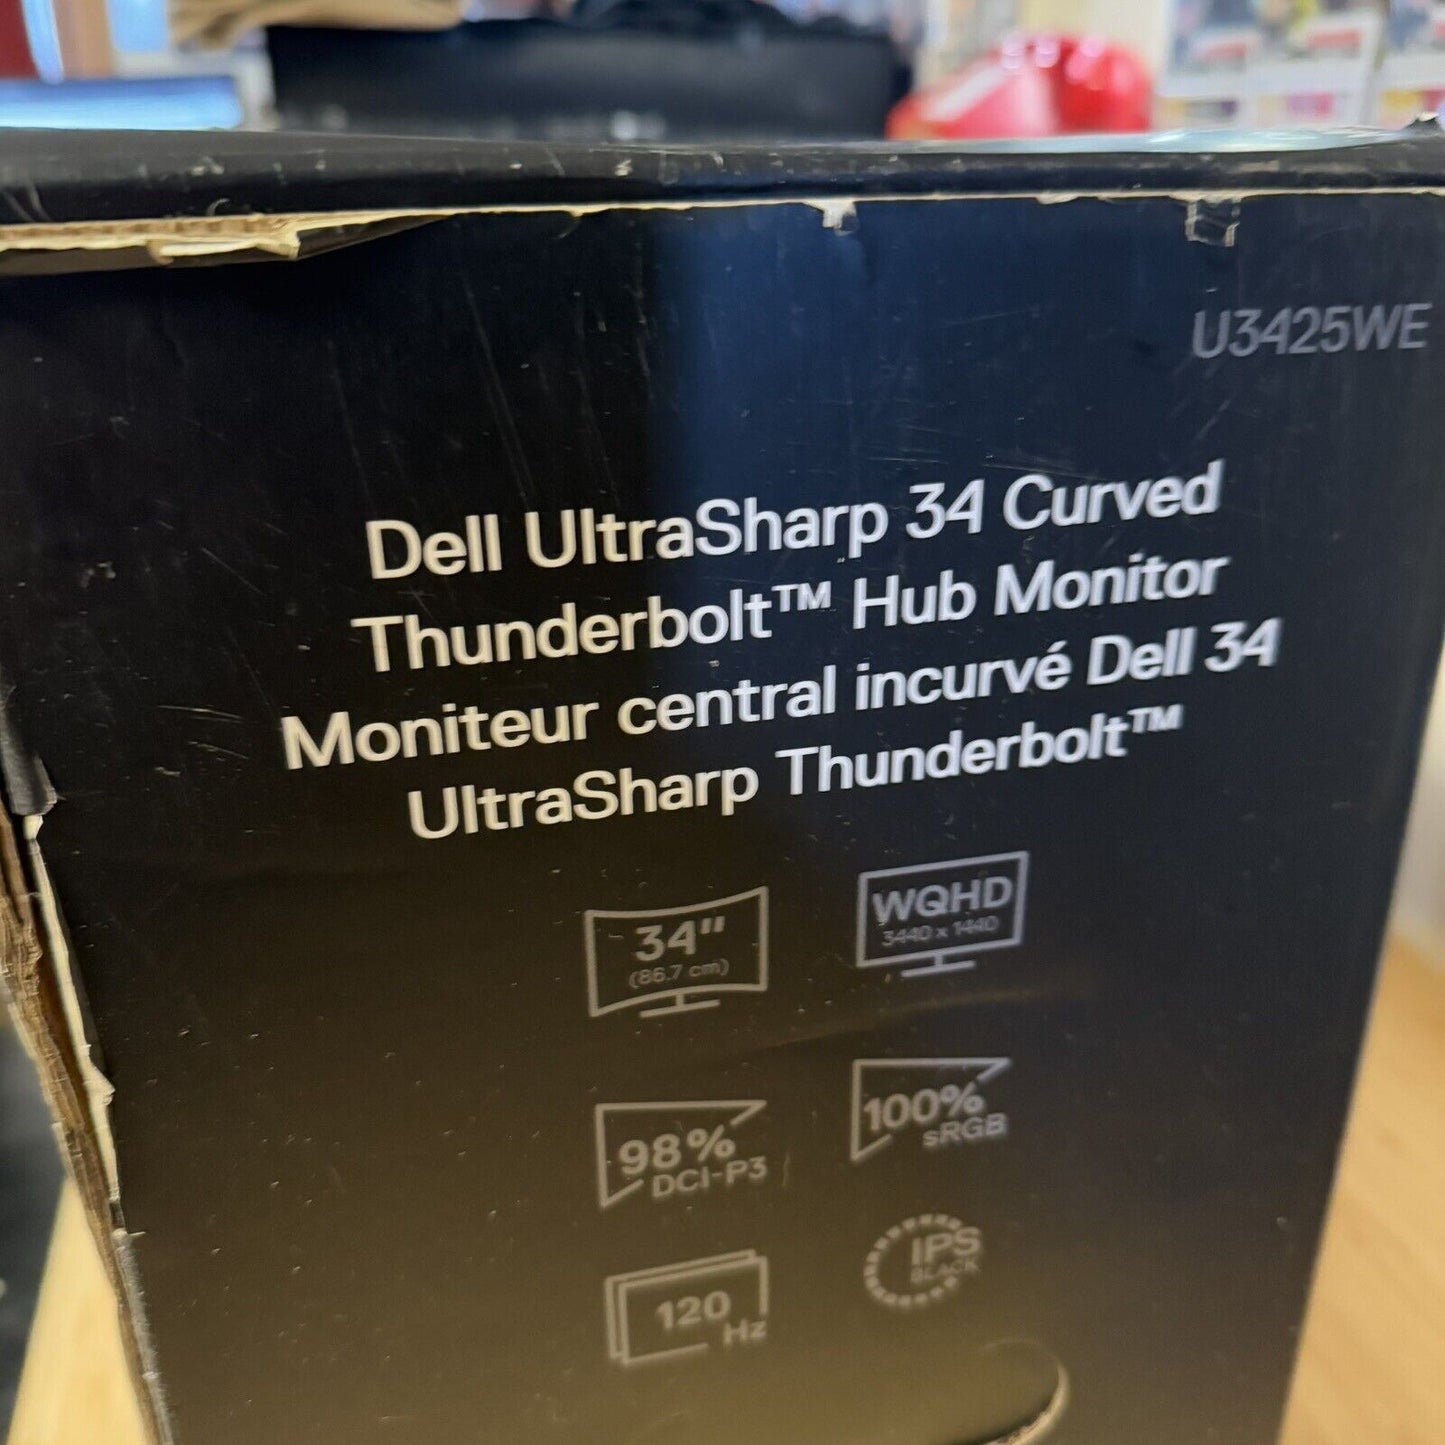 U3425WE
Dell UltraSharp 34 Curved
Thunderbolt™ Hub Monitor
Moniteur central incurvé Dell 34
UltraSharp Thunderbolt™
34"
(86.7 cm)
WQHD
3440 x 1440
98%
DCI-P3
100%
sRGB
120
Hz
IPS
BLACK